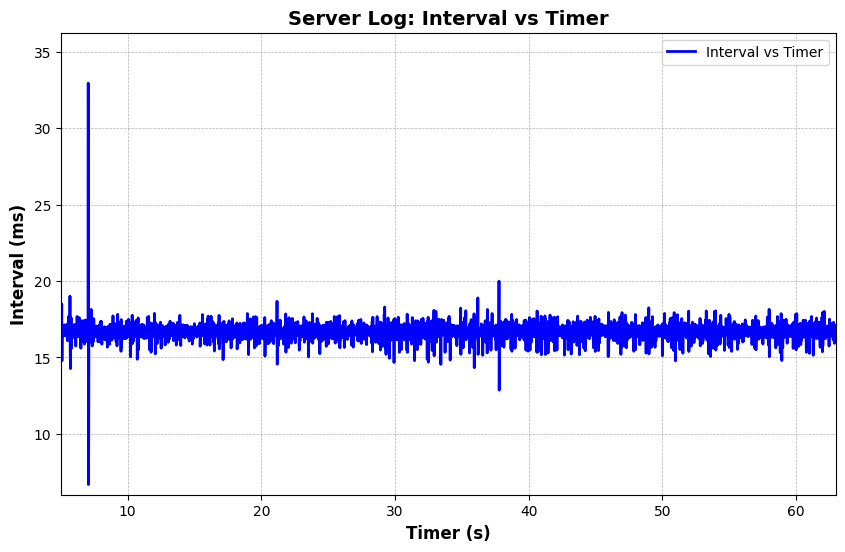 Server Log: Interval vs Timer
Interval vs Timer
35
30
25
20
15
10
Interval (ms)
10 20 30 40 50 60
Timer (s)